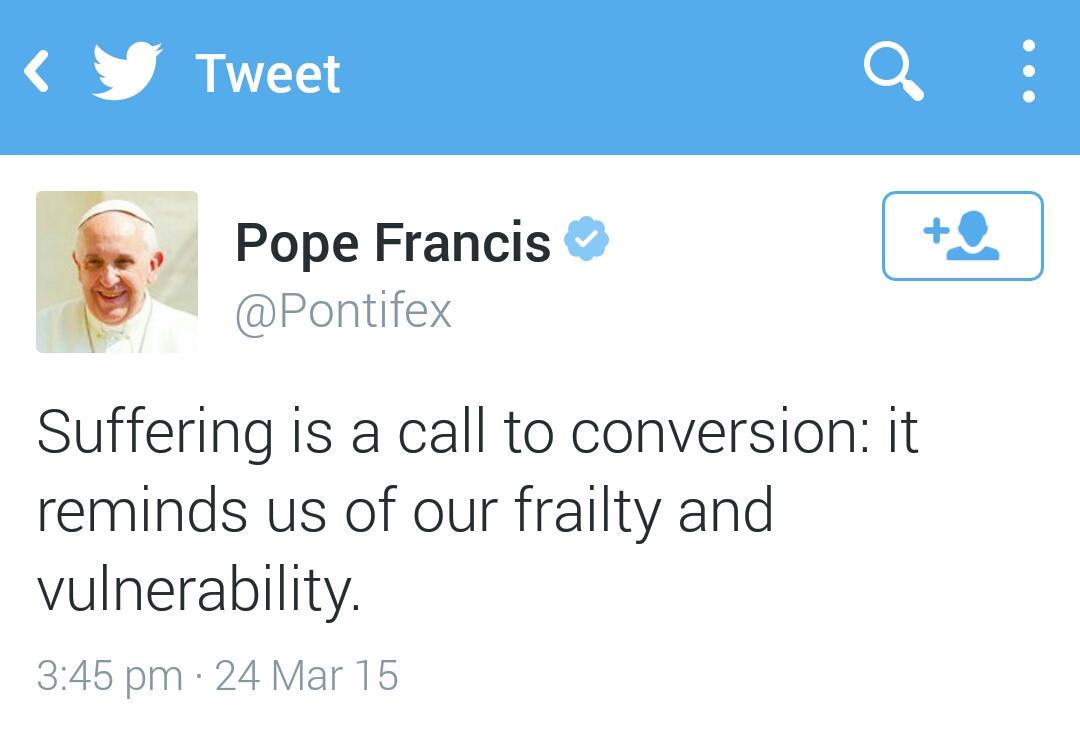 Tweet
Pope Francis
@Pontifex
Suffering is a call to conversion: it
reminds us of our frailty and
vulnerability.
3:45 pm · 24 Mar 15